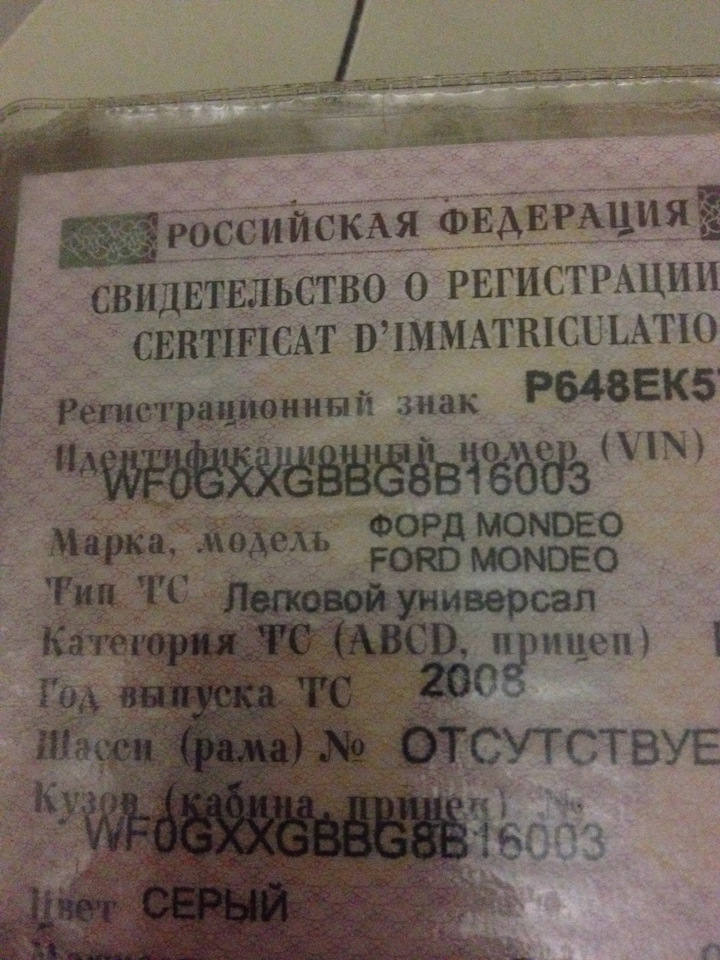 РОССИЙСКАЯ ФЕДЕРАЦИЯ
СВИДЕТЕЛЬСТВО О РЕГИСТРАЦИИ
CERTIFICAT D'IMMATRICULATIO
Регистрационный знак Р648ЕК5
Идентификационный номер (VIN)
WF0GXXGBBG8B16003
Марка, модель ФОРД MONDEO
FORD MONDEO
Тип ТС Легковой универсал
Категория ТС (ABCD, прицеп)
Год выпуска ТС 2008
Шасси (рама) № ОТСУТСТВУЕ
Кузов (кабина, прицеп) №
WF0GXXGBBG8B16003
Цвет СЕРЫЙ